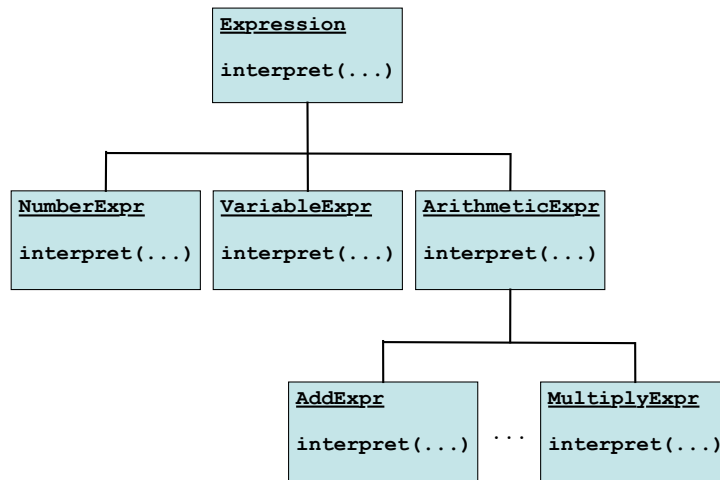 Expression
interpret(...)
NumberExpr
interpret(...)
VariableExpr
interpret(...)
ArithmeticExpr
interpret(...)
AddExpr
interpret(...)
...
MultiplyExpr
interpret(...)